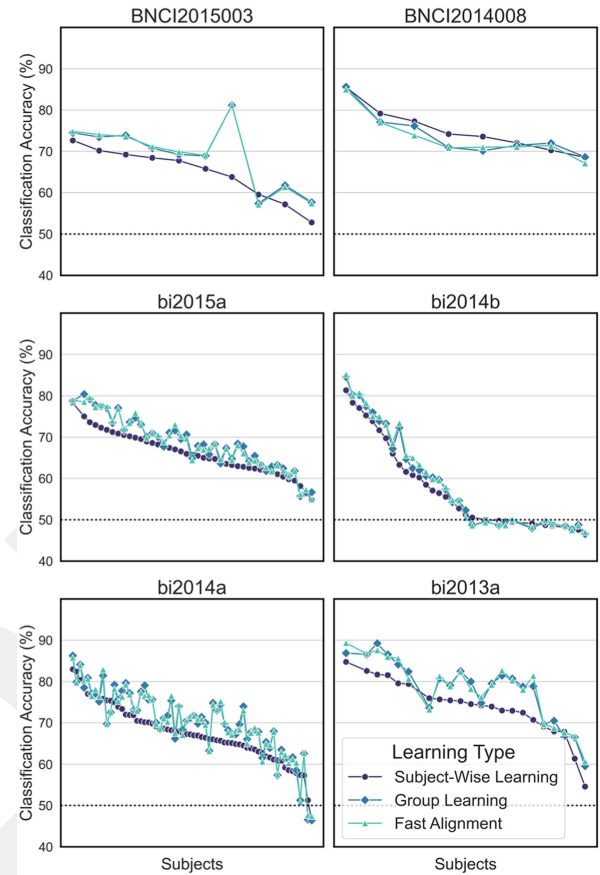 BNCI2015003
BNCI2014008
Classification Accuracy (%)
90
80
70
60
50
40
bi2015a
bi2014b
Classification Accuracy (%)
90
80
70
60
50
40
bi2014a
bi2013a
Classification Accuracy (%)
90
80
70
60
50
40
Learning Type
Subject-Wise Learning
Group Learning
Fast Alignment
Subjects
Subjects